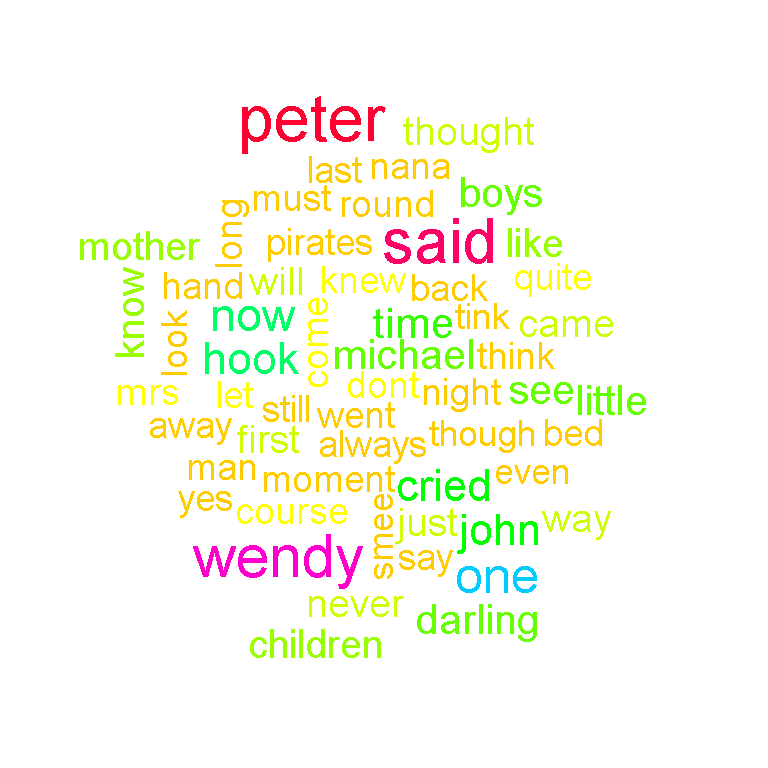 peter
thought
last
nana
must
round
boys
long
mother
pirates
said
like
know
hand
will
knew
back
quite
look
now
come
time
tink
came
hook
michael
think
mrs
let
dont
night
see
little
still
went
away
first
always
though
bed
man
moment
cried
even
yes
course
smee
just
john
way
wendy
say
one
never
darling
children